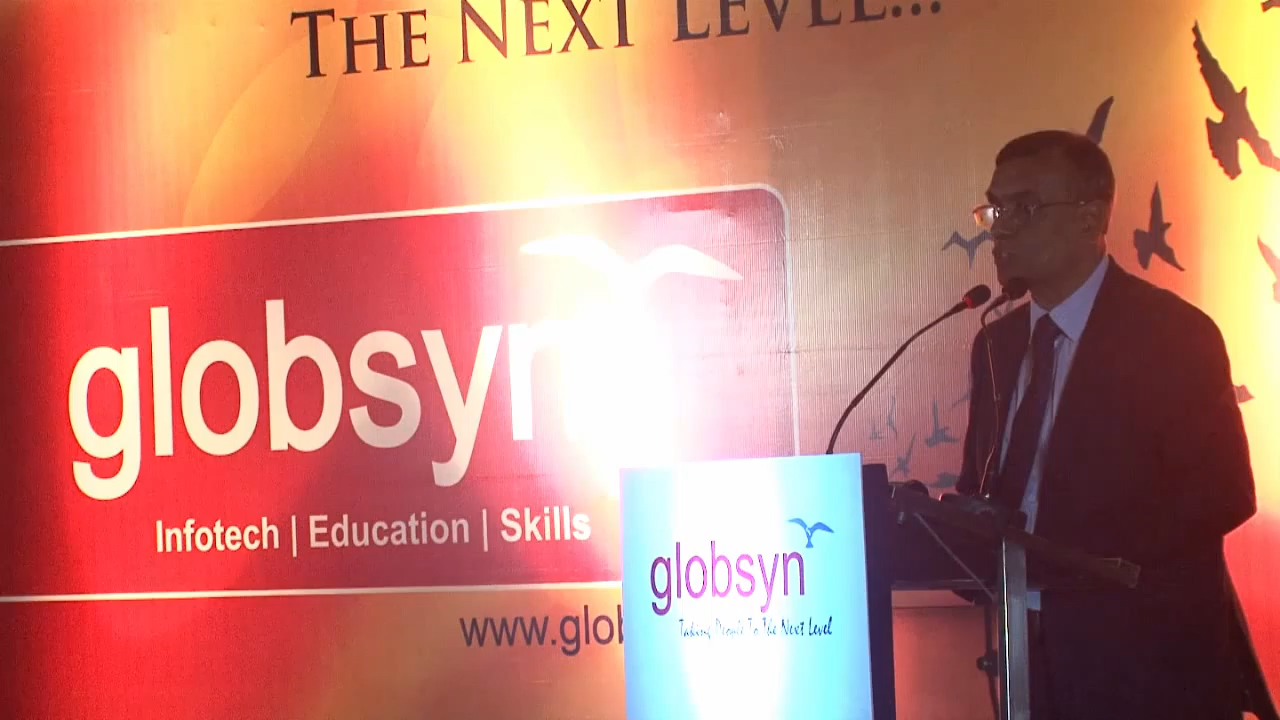 THE NEXT LEVEL...
globsyn
Infotech | Education | Skills
www.glob
globsyn
Taking People To The Next Level